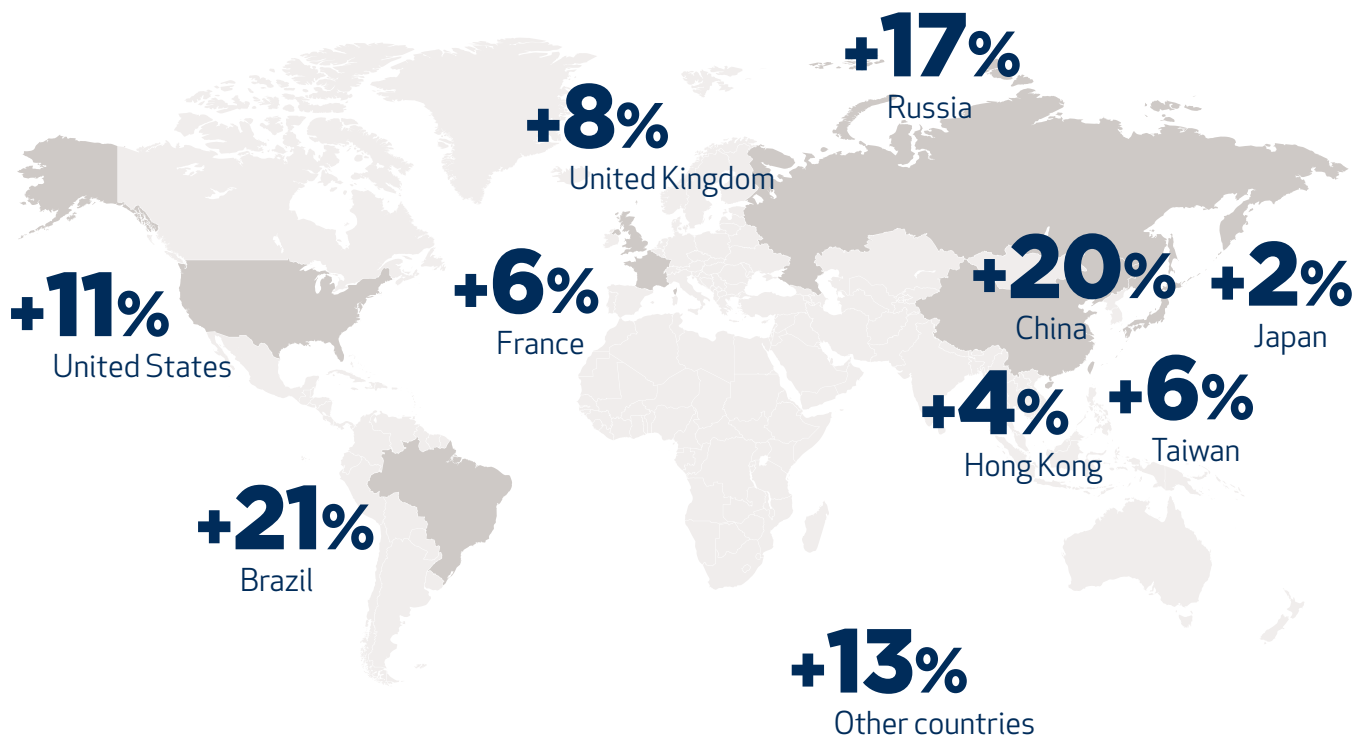 +17%
Russia
+8%
United Kingdom
+20%
China
+2%
Japan
+6%
France
+11%
United States
+6%
Taiwan
+4%
Hong Kong
+21%
Brazil
+13%
Other countries